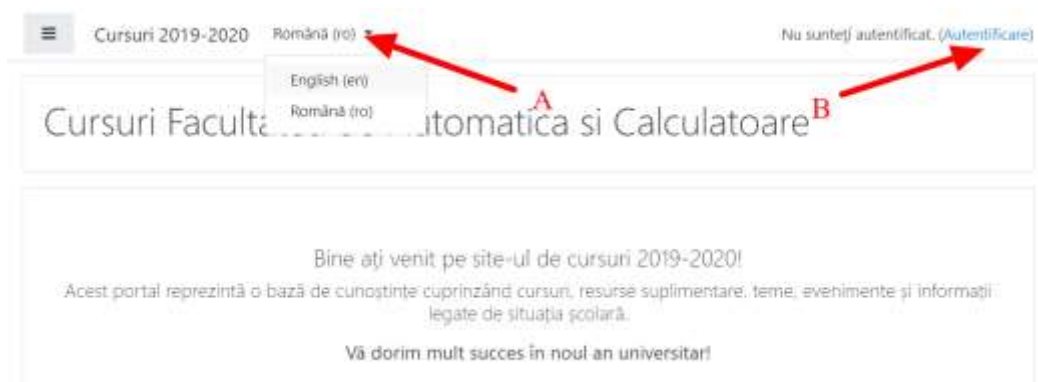 Cursuri 2019-2020 Română (ro) Nu sunteți autentificat. (Autentificare)
English (en)
Română (ro)
A
B
Cursuri Faculta tomatica si Calculatoare
Bine ați venit pe site-ul de cursuri 2019-2020!
Acest portal reprezintă o bază de cunoștințe cuprinzând cursuri, resurse suplimentare, teme, evenimente și informații
legate de situația școlară.
Vă dorim mult succes în noul an universitar!